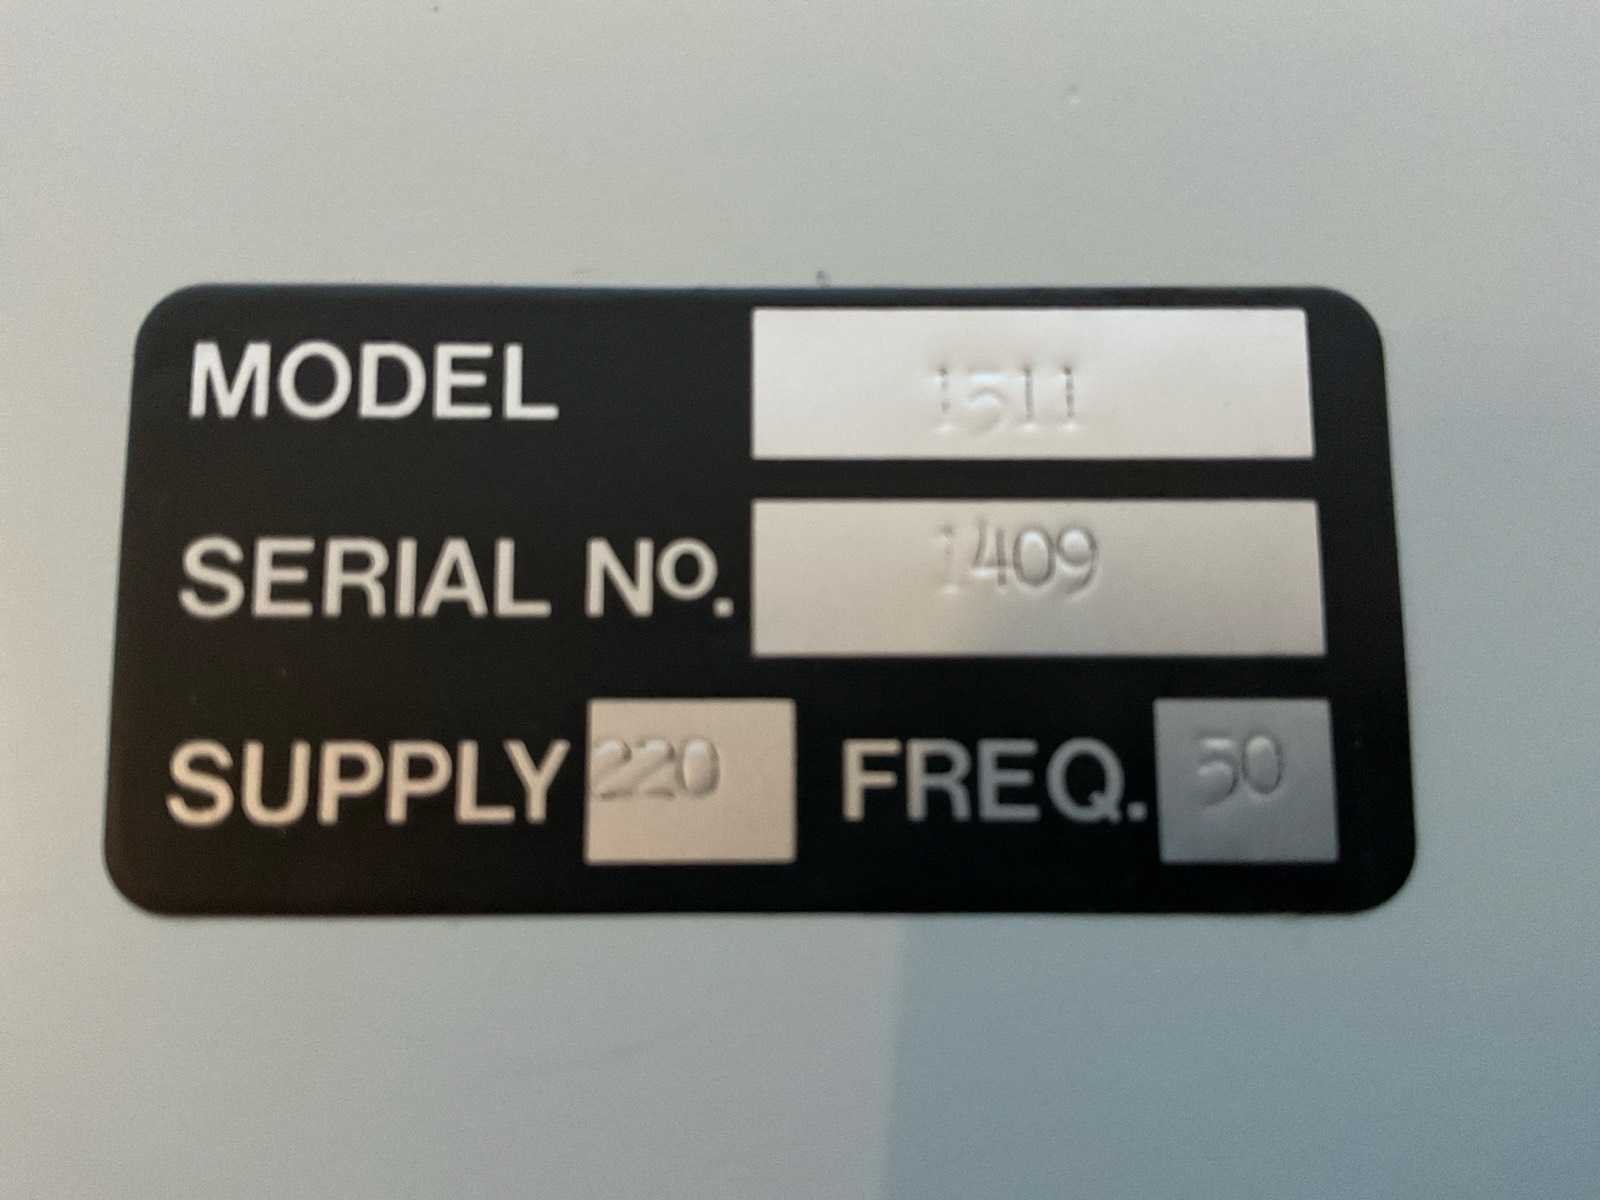 MODEL 1511
SERIAL No. 1409
SUPPLY 220 FREQ. 50